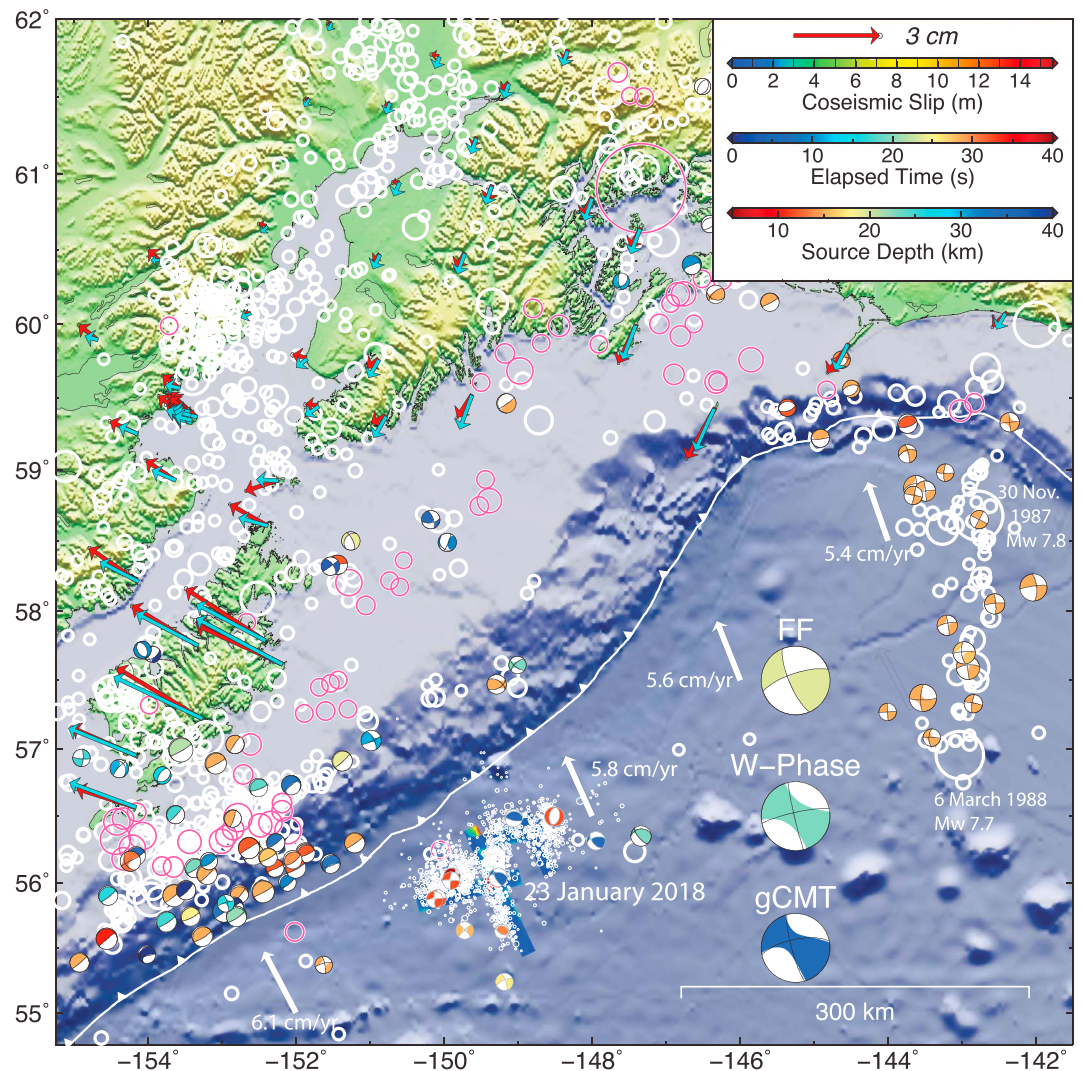 62°
61°
60°
59°
58°
57°
56°
55°
3 cm
0 2 4 6 8 10 12 14
Coseismic Slip (m)
0 10 20 30 40
Elapsed Time (s)
10 20 30 40
Source Depth (km)
30 Nov.
1987
Mw 7.8
5.4 cm/yr
FF
5.6 cm/yr
W−Phase
5.8 cm/yr
6 March 1988
Mw 7.7
23 January 2018
gCMT
300 km
6.1 cm/yr
−154° −152° −150° −148° −146° −144° −142°